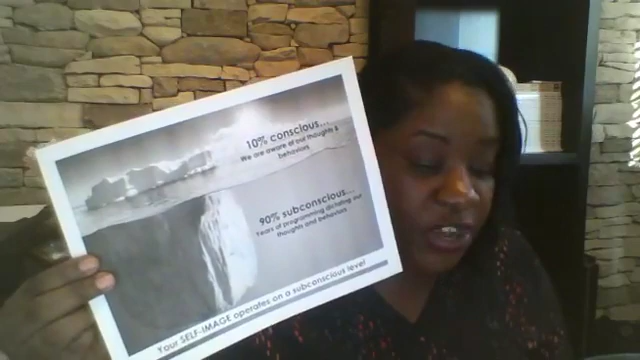 10% conscious...
We are aware of our thoughts &
behaviors
90% subconscious...
Years of programming dictating our
thoughts and behaviors
Your SELF-IMAGE operates on a subconscious level